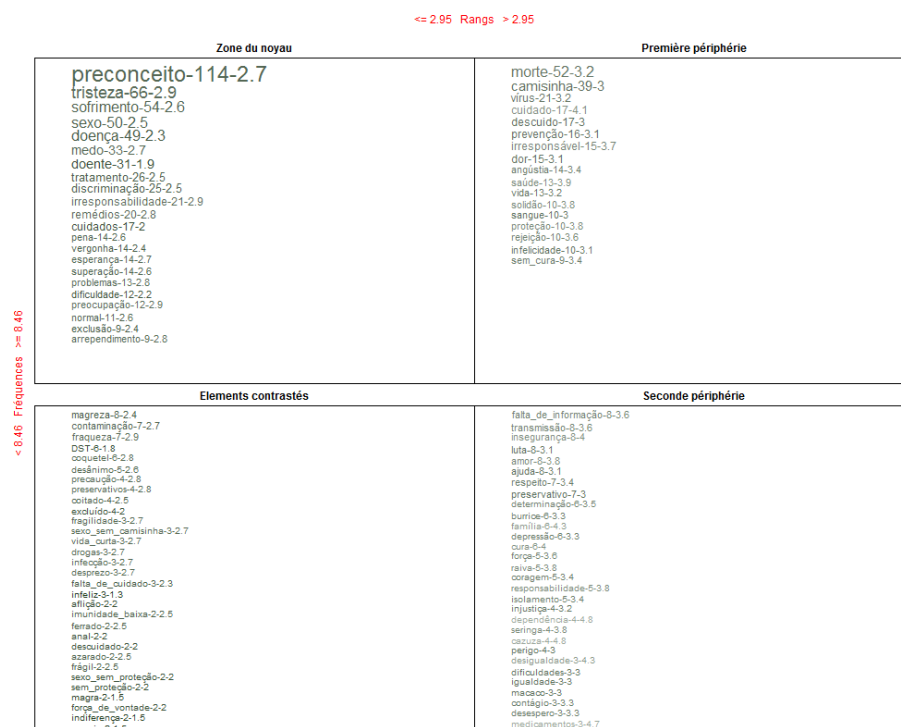 <= 2.95 Rangs > 2.95
Zone du noyau
preconceito-114-2.7
tristeza-66-2.9
sofrimento-54-2.6
sexo-50-2.5
doença-49-2.3
medo-33-2.7
doente-31-1.9
tratamento-26-2.5
discriminação-25-2.5
irresponsabilidade-21-2.9
remédios-20-2.8
cuidados-17-2
pena-14-2.6
vergonha-14-2.4
esperança-14-2.7
superação-14-2.6
problemas-13-2.8
dificuldade-12-2.2
preocupação-12-2.9
normal-11-2.6
exclusão-9-2.4
arrependimento-9-2.8
Première périphérie
morte-52-3.2
camisinha-39-3
vírus-21-3.2
cuidado-17-4.1
descuido-17-3
prevenção-16-3.1
irresponsável-15-3.7
dor-15-3.1
angústia-14-3.4
saúde-13-3.9
vida-13-3.2
solidão-10-3.8
sangue-10-3
proteção-10-3.8
rejeição-10-3.6
infelicidade-10-3.1
sem_cura-9-3.4
< 8.46 Fréquences >= 8.46
Elements contrastés
magreza-8-2.4
contaminação-7-2.7
fraqueza-7-2.9
DST-6-1.8
coquetel-6-2.8
desânimo-5-2.6
precaução-4-2.8
preservativos-4-2.8
coitado-4-2.5
excluído-4-2
fragilidade-3-2.7
sexo_sem_camisinha-3-2.7
vida_curta-3-2.7
drogas-3-2.7
infecção-3-2.7
desprezo-3-2.7
falta_de_cuidado-3-2.3
infeliz-3-1.3
aflição-2-2
imunidade_baixa-2-2.5
ferrado-2-2.5
anal-2-2
descuidado-2-2
azarado-2-2.5
frágil-2-2.5
sexo_sem_proteção-2-2
sem_proteção-2-2
magra-2-1.5
força_de_vontade-2-2
indiferença-2-1.5
Seconde périphérie
falta_de_informação-8-3.6
transmissão-8-3.6
insegurança-8-4
luta-8-3.1
amor-8-3.8
ajuda-8-3.1
respeito-7-3.4
preservativo-7-3
determinação-6-3.5
burrice-6-3.3
família-6-4.3
depressão-6-3.3
cura-6-4
força-5-3.6
raiva-5-3.8
coragem-5-3.4
responsabilidade-5-3.8
isolamento-5-3.4
injustiça-4-3.2
dependência-4-4.8
seringa-4-3.8
cazuza-4-4.8
perigo-4-3
desigualdade-3-4.3
dificuldades-3-3
igualdade-3-3
macaco-3-3
contágio-3-3.3
desespero-3-3.3
medicamentos-3-4.7